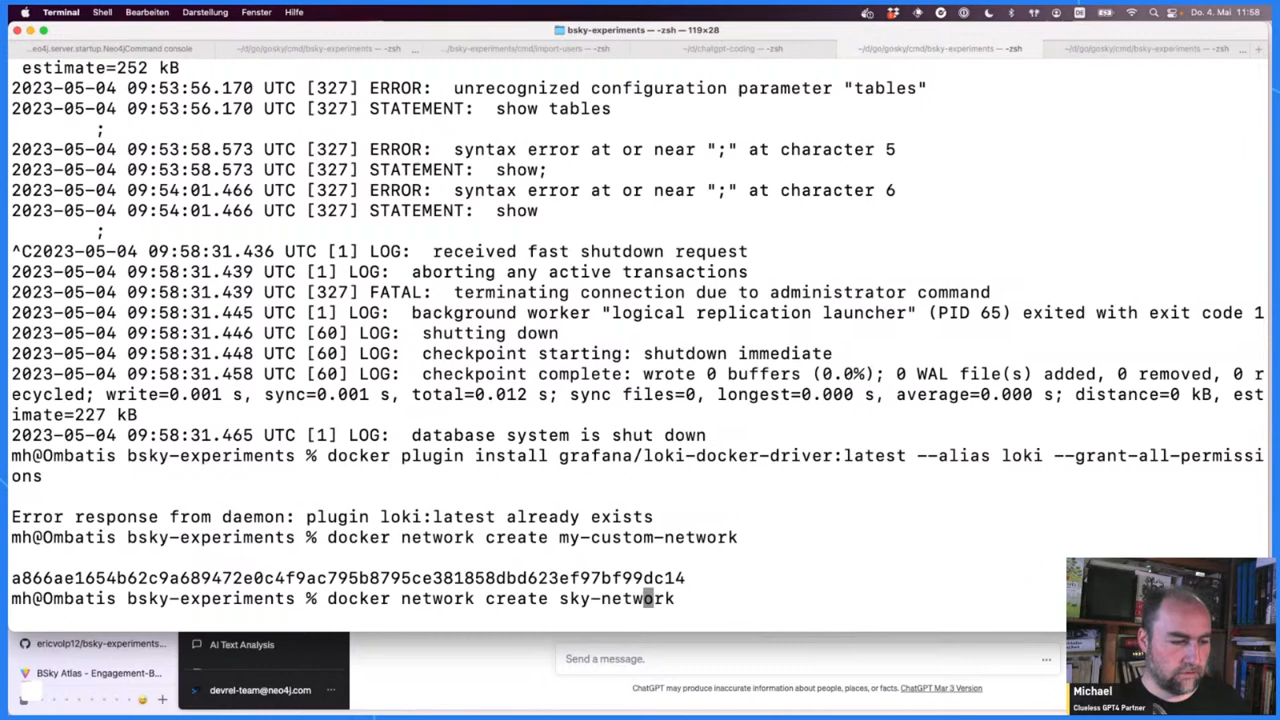 Terminal Shell Bearbeiten Darstellung Fenster Hilfe Do. 4. Mai 11:58
bsky-experiments — -zsh — 119×28
...eo4j.server.startup.Neo4jCommand console ~/d/go/gosky/cmd/bsky-experiments — -zsh ... .../bsky-experiments/cmd/import-users — -zsh ~/d/chatgpt-coding — -zsh ~/d/go/gosky/cmd/bsky-experiments — -zsh ~/d/go/gosky/cmd/bsky-experiments — -zsh ...
estimate=252 kB
2023-05-04 09:53:56.170 UTC [327] ERROR:  unrecognized configuration parameter "tables"
2023-05-04 09:53:56.170 UTC [327] STATEMENT:  show tables
;
2023-05-04 09:53:58.573 UTC [327] ERROR:  syntax error at or near ";" at character 5
2023-05-04 09:53:58.573 UTC [327] STATEMENT:  show;
2023-05-04 09:54:01.466 UTC [327] ERROR:  syntax error at or near ";" at character 6
2023-05-04 09:54:01.466 UTC [327] STATEMENT:  show
;
^C2023-05-04 09:58:31.436 UTC [1] LOG:  received fast shutdown request
2023-05-04 09:58:31.439 UTC [1] LOG:  aborting any active transactions
2023-05-04 09:58:31.439 UTC [327] FATAL:  terminating connection due to administrator command
2023-05-04 09:58:31.445 UTC [1] LOG:  background worker "logical replication launcher" (PID 65) exited with exit code 1
2023-05-04 09:58:31.446 UTC [60] LOG:  shutting down
2023-05-04 09:58:31.448 UTC [60] LOG:  checkpoint starting: shutdown immediate
2023-05-04 09:58:31.458 UTC [60] LOG:  checkpoint complete: wrote 0 buffers (0.0%); 0 WAL file(s) added, 0 removed, 0 r
ecycled; write=0.001 s, sync=0.001 s, total=0.012 s; sync files=0, longest=0.000 s, average=0.000 s; distance=0 kB, est
imate=227 kB
2023-05-04 09:58:31.465 UTC [1] LOG:  database system is shut down
mh@Ombatis bsky-experiments % docker plugin install grafana/loki-docker-driver:latest --alias loki --grant-all-permissi
ons
Error response from daemon: plugin loki:latest already exists
mh@Ombatis bsky-experiments % docker network create my-custom-network
a866ae1654b62c9a689472e0c4f9ac795b8795ce381858dbd623ef97bf99dc14
mh@Ombatis bsky-experiments % docker network create sky-network
ericvolp12/bsky-experiments... AI Text Analysis Send a message. ...
BSky Atlas - Engagement-B...
devrel-team@neo4j.com ... ChatGPT may produce inaccurate information about people, places, or facts. ChatGPT Mar 3 Version
Michael
Clueless GPT4 Partner